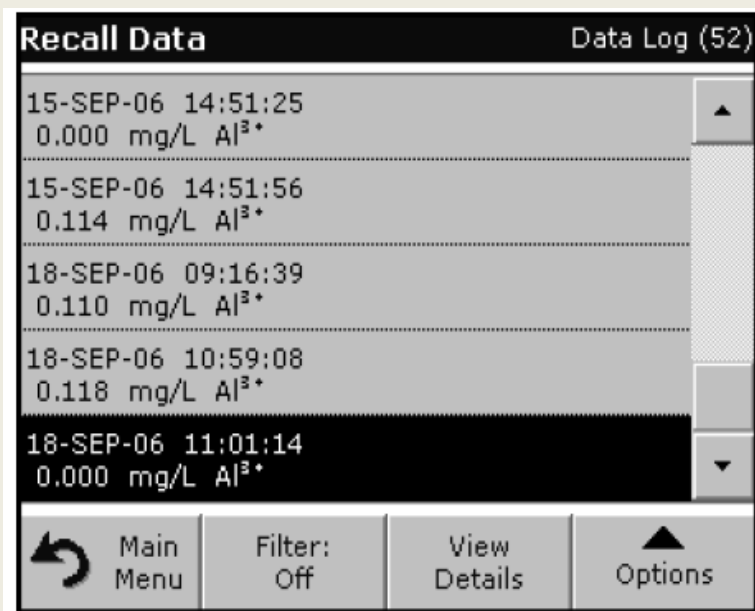 Recall Data Data Log (52)
15-SEP-06 14:51:25
0.000 mg/L Al³⁺
15-SEP-06 14:51:56
0.114 mg/L Al³⁺
18-SEP-06 09:16:39
0.110 mg/L Al³⁺
18-SEP-06 10:59:08
0.118 mg/L Al³⁺
18-SEP-06 11:01:14
0.000 mg/L Al³⁺
Main Menu
Filter: Off
View Details
Options